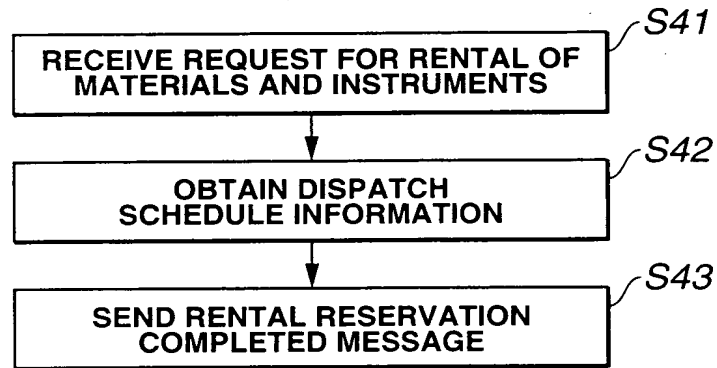 S41
RECEIVE REQUEST FOR RENTAL OF
MATERIALS AND INSTRUMENTS
S42
OBTAIN DISPATCH
SCHEDULE INFORMATION
S43
SEND RENTAL RESERVATION
COMPLETED MESSAGE